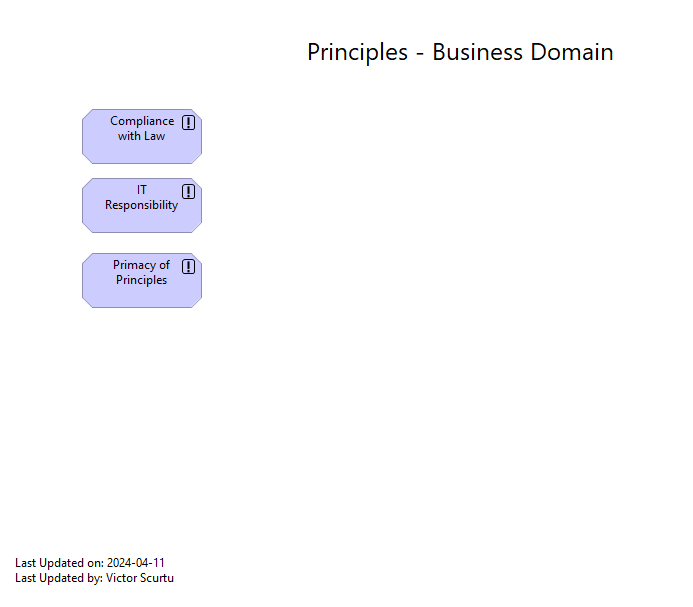 Principles - Business Domain
Compliance
with Law
IT
Responsibility
Primacy of
Principles
Last Updated on: 2024-04-11
Last Updated by: Victor Scurtu